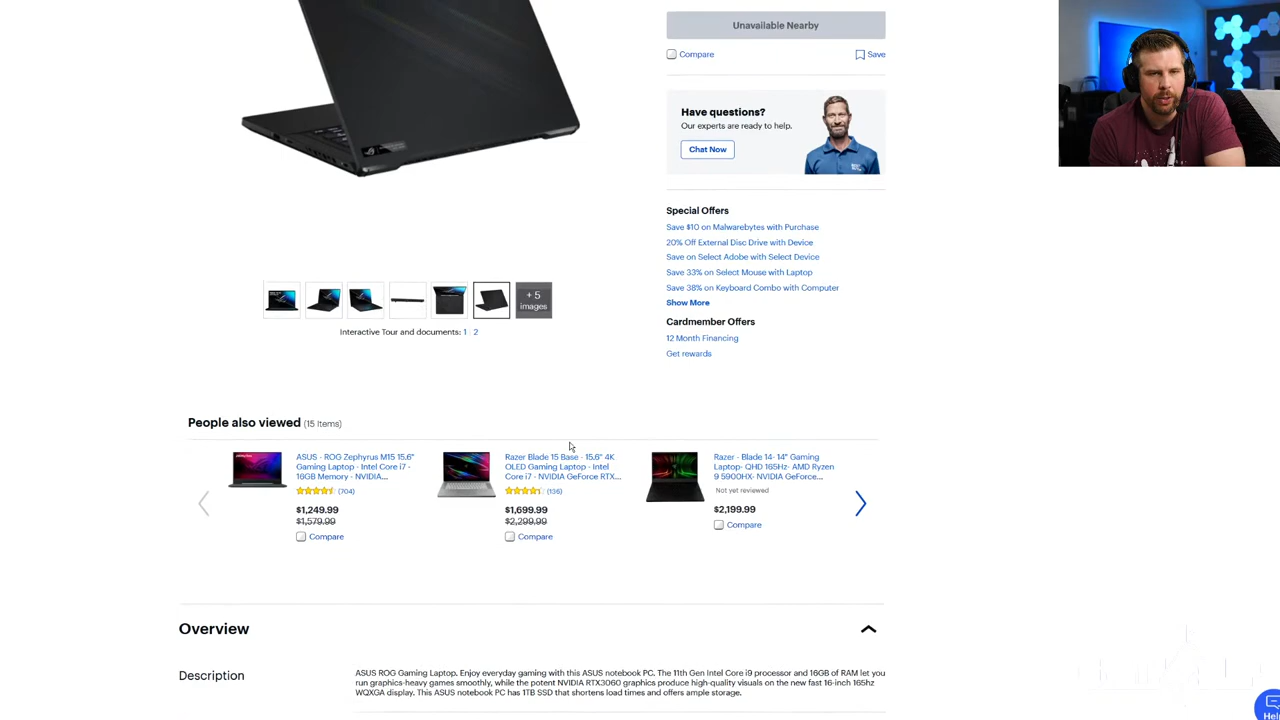 Unavailable Nearby
Compare
Save
Have questions?
Our experts are ready to help.
Chat Now
Special Offers
Save $10 on Malwarebytes with Purchase
20% Off External Disc Drive with Device
Save on Select Adobe with Select Device
Save 33% on Select Mouse with Laptop
Save 38% on Keyboard Combo with Computer
Show More
+ 5
images
Interactive Tour and documents: 1 | 2
Cardmember Offers
12 Month Financing
Get rewards
People also viewed (15 Items)
ASUS - ROG Zephyrus M15 15.6"
Gaming Laptop - Intel Core i7 -
16GB Memory - NVIDIA...
(704)
$1,249.99
$1,579.99
Compare
Razer Blade 15 Base - 15.6" 4K
OLED Gaming Laptop - Intel
Core i7 - NVIDIA GeForce RTX...
(136)
$1,699.99
$2,299.99
Compare
Razer - Blade 14- 14" Gaming
Laptop- QHD 165Hz- AMD Ryzen
9 5900HX- NVIDIA GeForce...
Not yet reviewed
$2,199.99
Compare
Overview
Description
ASUS ROG Gaming Laptop. Enjoy everyday gaming with this ASUS notebook PC. The 11th Gen Intel Core i9 processor and 16GB of RAM let you
run graphics-heavy games smoothly, while the potent NVIDIA RTX3060 graphics produce high-quality visuals on the new fast 16-inch 165hz
WQXGA display. This ASUS notebook PC has 1TB SSD that shortens load times and offers ample storage.